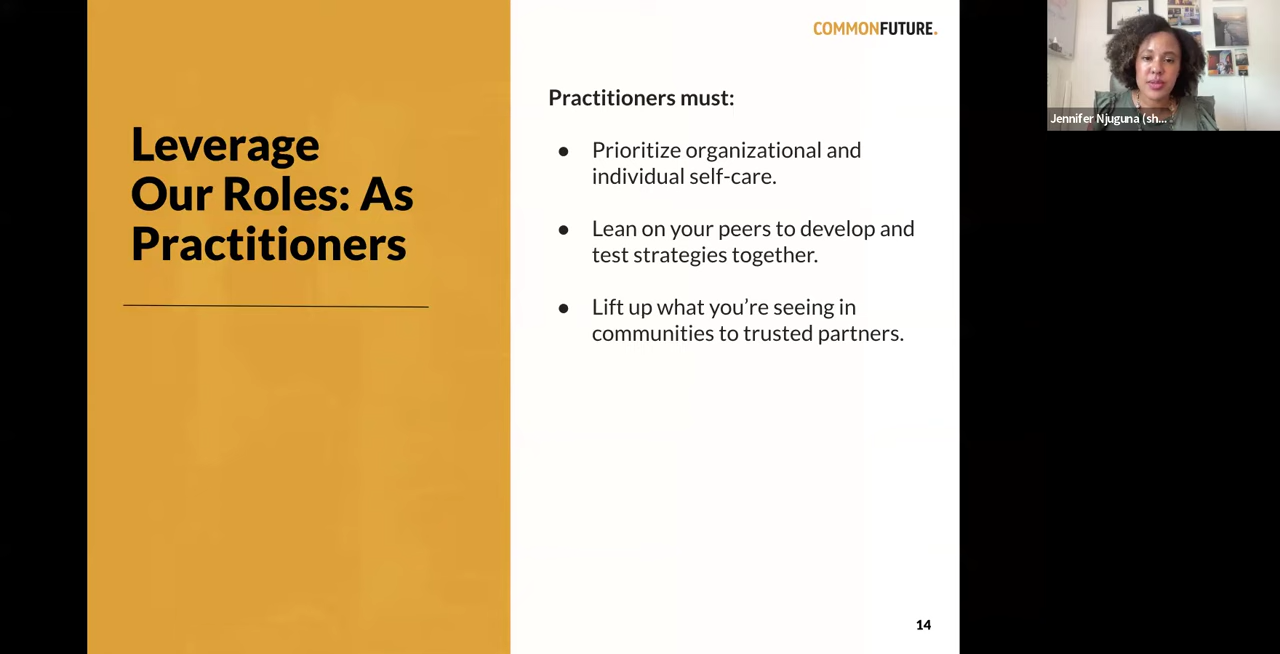 COMMONFUTURE.
Leverage
Our Roles: As
Practitioners
Practitioners must:
● Prioritize organizational and
individual self-care.
● Lean on your peers to develop and
test strategies together.
● Lift up what you’re seeing in
communities to trusted partners.
14
Jennifer Njuguna (sh...